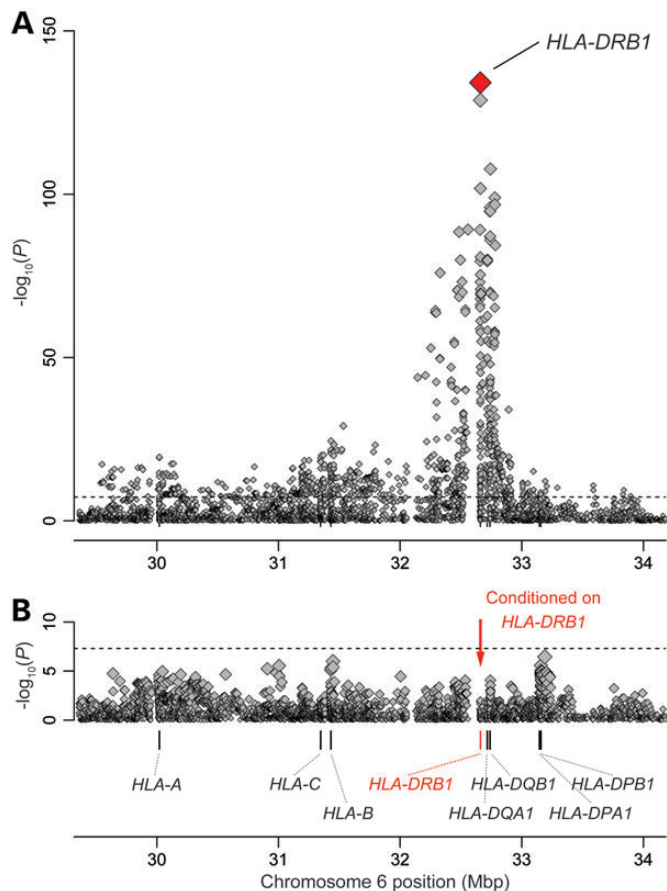 A
HLA-DRB1
-log10(P)
150
100
50
0
30 31 32 33 34
B
Conditioned on
HLA-DRB1
-log10(P)
10
5
0
HLA-A HLA-C HLA-DRB1 HLA-DQB1 HLA-DPB1
HLA-B HLA-DQA1 HLA-DPA1
30 31 32 33 34
Chromosome 6 position (Mbp)